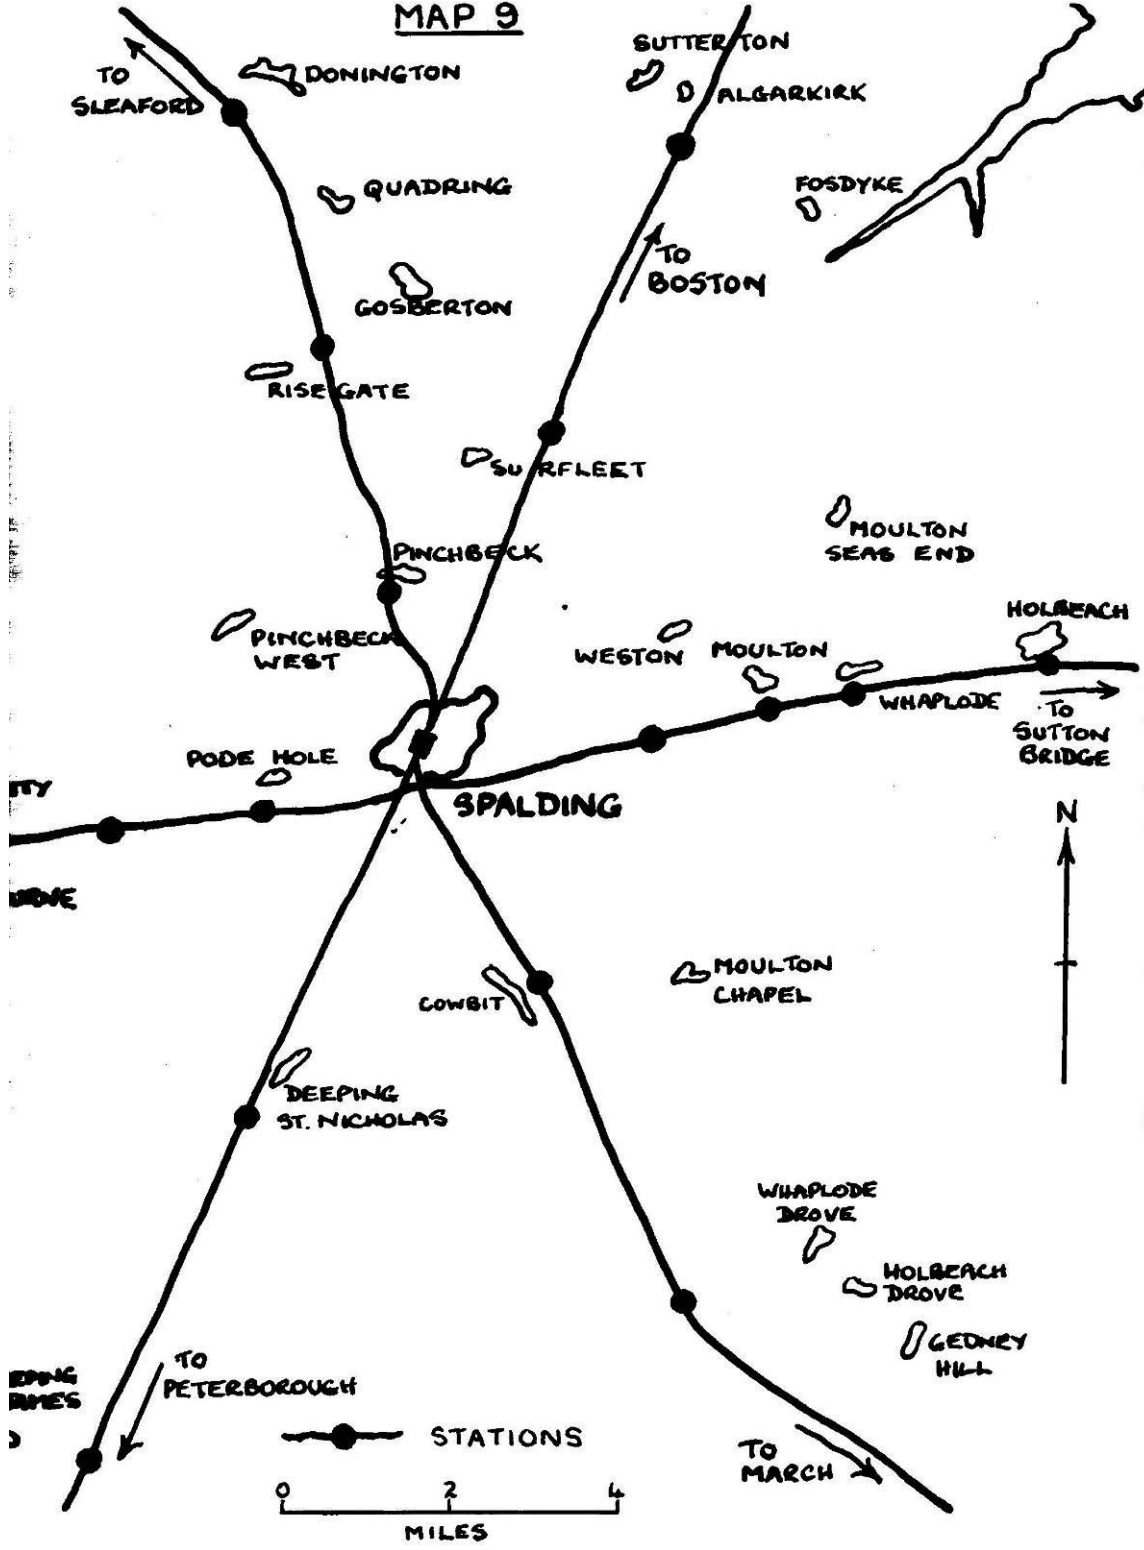 MAP 9
SUTTERTON
TO
SLEAFORD
DONINGTON
ALGARKIRK
QUADRING
FOSDYKE
TO
BOSTON
GOSBERTON
RISEGATE
SURFLEET
MOULTON
SEAS END
PINCHBECK
HOLBEACH
PINCHBECK
WEST
WESTON
MOULTON
WHAPLODE
TO
SUTTON
BRIDGE
PODE HOLE
SPALDING
N
MOULTON
CHAPEL
COWBIT
DEEPING
ST. NICHOLAS
WHAPLODE
DROVE
HOLBEACH
DROVE
GEDNEY
HILL
TO
PETERBOROUGH
STATIONS
TO
MARCH
0 2 4
MILES